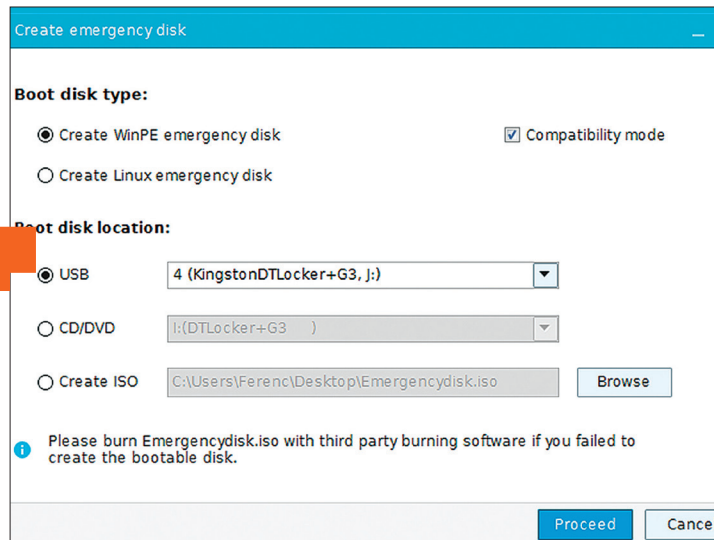 Create emergency disk
Boot disk type:
Create WinPE emergency disk
Compatibility mode
Create Linux emergency disk
Boot disk location:
USB
4 (KingstonDTLocker+G3, J:)
CD/DVD
I:(DTLocker+G3 )
Create ISO
C:\Users\Ferenc\Desktop\Emergencydisk.iso
Browse
Please burn Emergencydisk.iso with third party burning software if you failed to
create the bootable disk.
Proceed
Cance